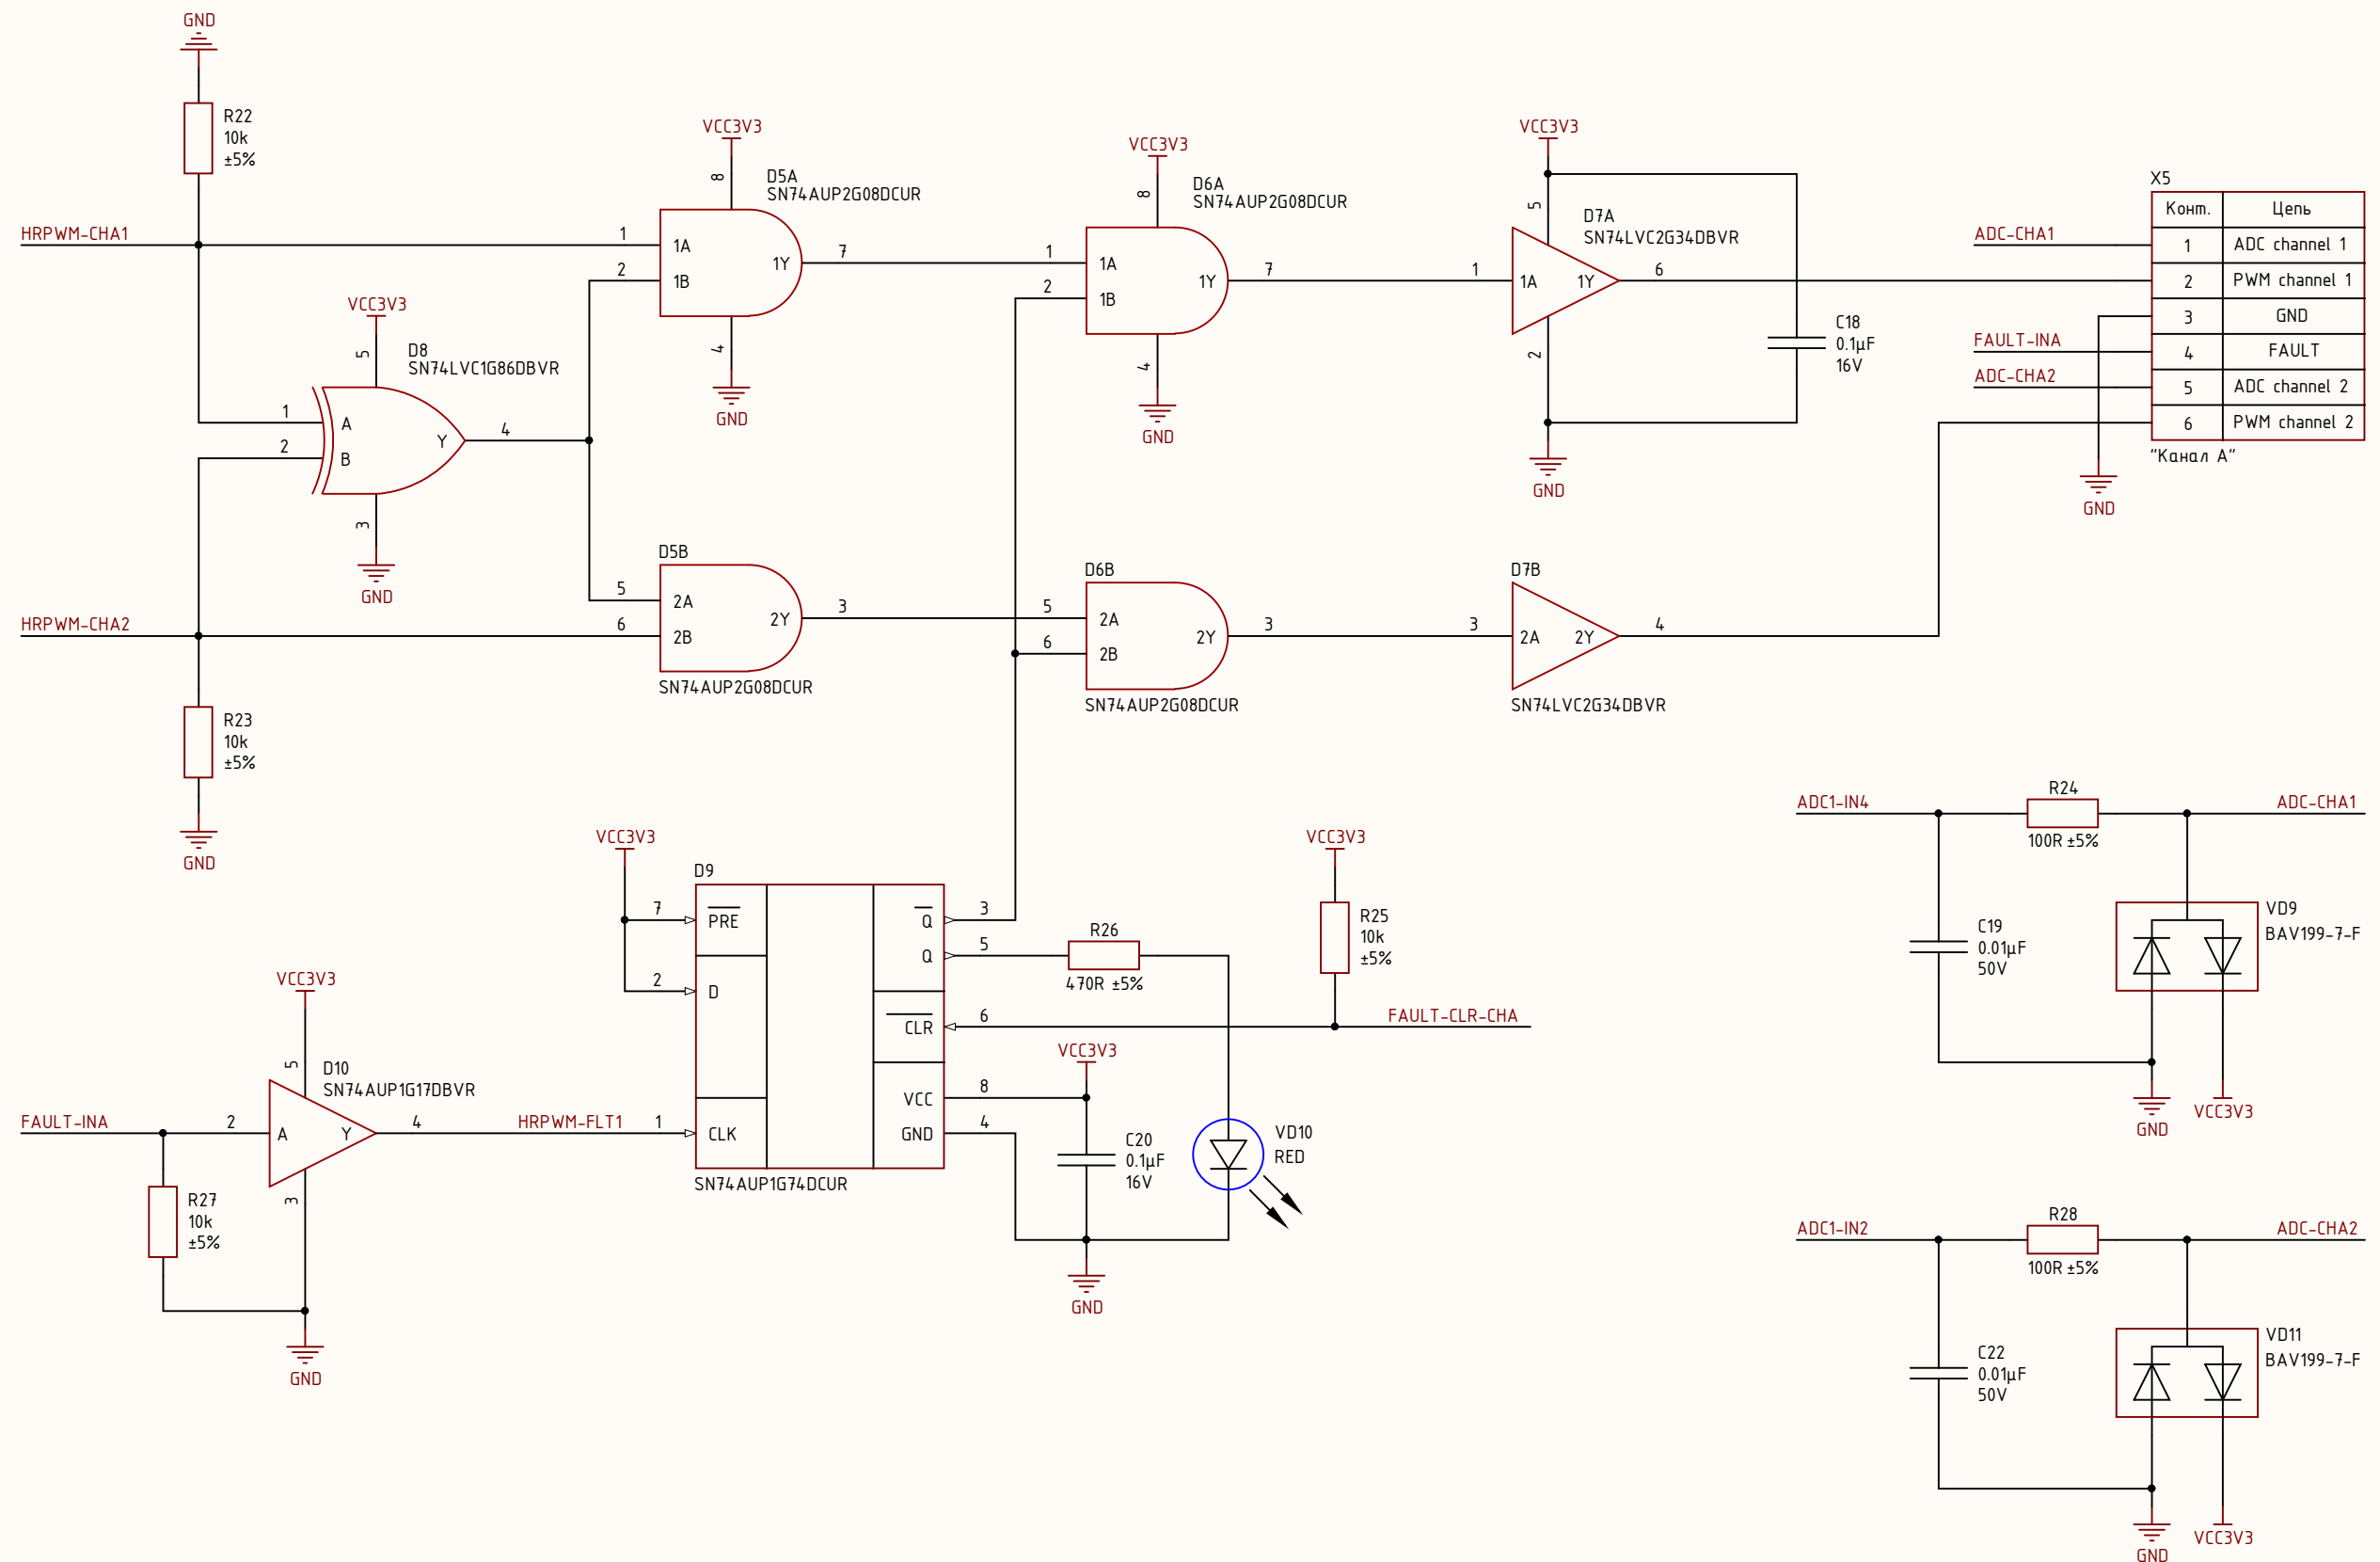 GND
R22
10k
±5%
HRPWM-CHA1
VCC3V3
5
D8
SN74LVC1G86DBVR
1
A
2
B
Y
4
3
GND
HRPWM-CHA2
R23
10k
±5%
GND
VCC3V3
8
D5A
SN74AUP2G08DCUR
1
1A
2
1B
1Y
7
4
GND
D5B
5
2A
6
2B
2Y
3
SN74AUP2G08DCUR
VCC3V3
8
D6A
SN74AUP2G08DCUR
1
1A
2
1B
1Y
7
4
GND
D6B
5
2A
6
2B
2Y
3
SN74AUP2G08DCUR
VCC3V3
5
D7A
SN74LVC2G34DBVR
1
1A
1Y
6
2
GND
C18
0.1µF
16V
D7B
3
2A
2Y
4
SN74LVC2G34DBVR
X5
Конт. Цепь
ADC-CHA1
1 ADC channel 1
2 PWM channel 1
3 GND
FAULT-INA
4 FAULT
ADC-CHA2
5 ADC channel 2
6 PWM channel 2
"Канал А"
GND
VCC3V3
D9
7
PRE
2
D
1
CLK
Q
3
Q
5
CLR
6
VCC
8
GND
4
SN74AUP1G74DCUR
R26
470R ±5%
VCC3V3
R25
10k
±5%
FAULT-CLR-CHA
VCC3V3
C20
0.1µF
16V
GND
VD10
RED
VCC3V3
5
D10
SN74AUP1G17DBVR
FAULT-INA
2
A
Y
4
HRPWM-FLT1
3
R27
10k
±5%
GND
ADC1-IN4
R24
100R ±5%
ADC-CHA1
C19
0.01µF
50V
VD9
BAV199-7-F
GND
VCC3V3
ADC1-IN2
R28
100R ±5%
ADC-CHA2
C22
0.01µF
50V
VD11
BAV199-7-F
GND
VCC3V3